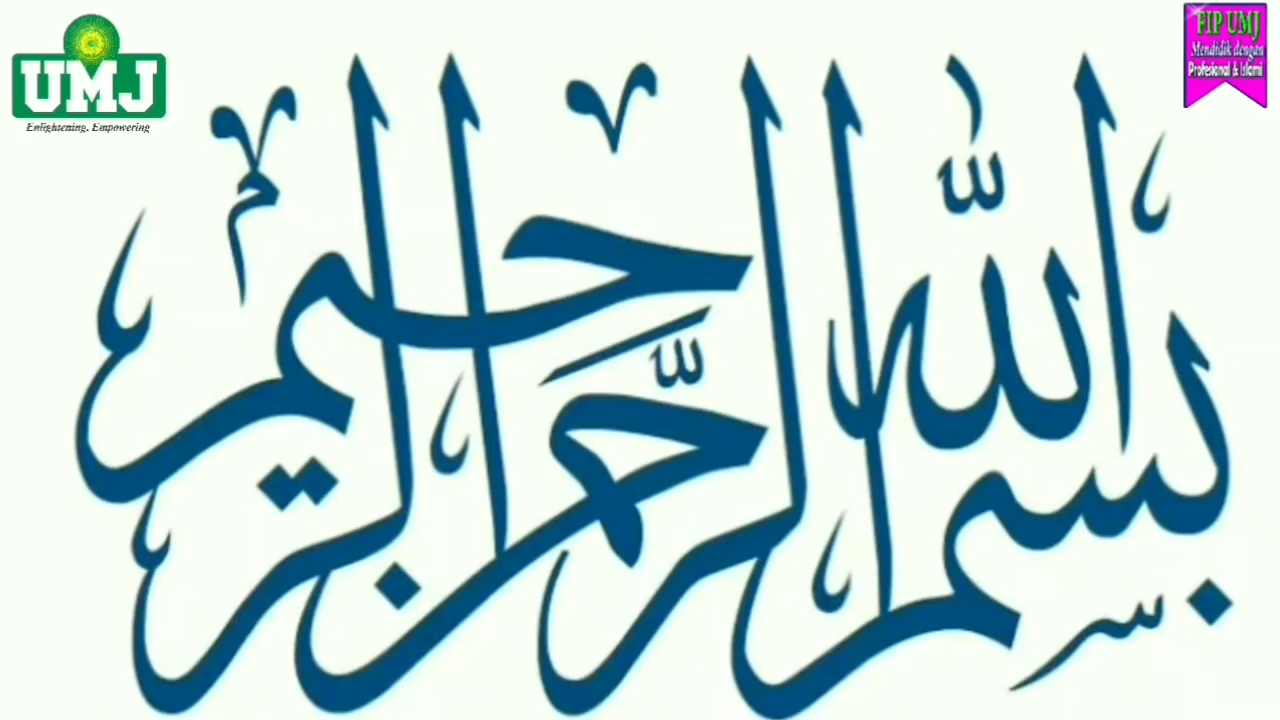 UMJ
Enlightening, Empowering
FIP UMJ
Mendidik dengan
Profesional & Islami
بسم الله الرحمن الرحيم